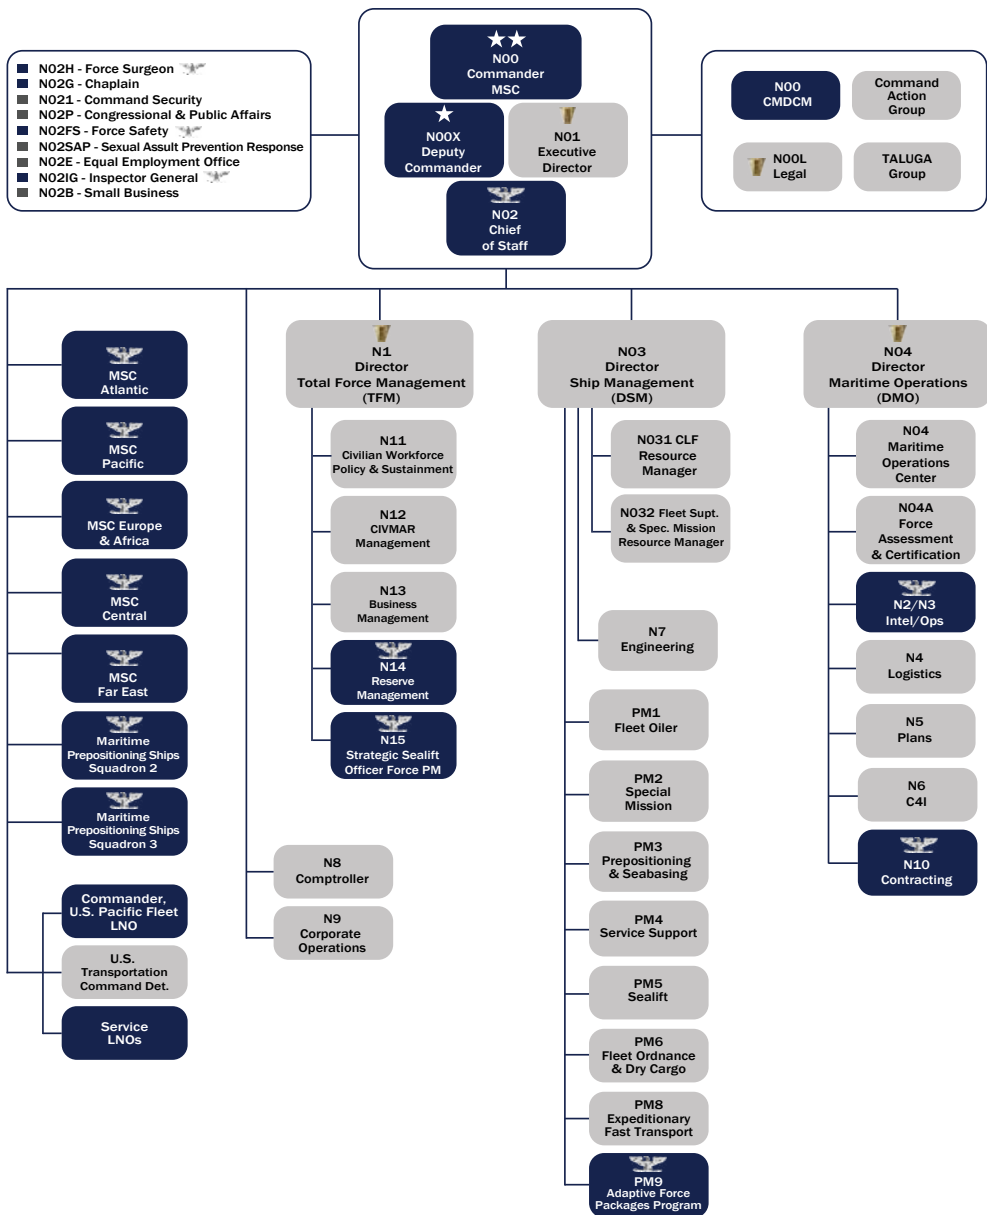 N02H - Force Surgeon
N02G - Chaplain
N021 - Command Security
N02P - Congressional & Public Affairs
N02FS - Force Safety
N02SAP - Sexual Assult Prevention Response
N02E - Equal Employment Office
N02IG - Inspector General
N02B - Small Business
N00
Commander
MSC
N00X
Deputy
Commander
N01
Executive
Director
N02
Chief
of Staff
N00
CMDCM
Command
Action
Group
N00L
Legal
TALUGA
Group
MSC
Atlantic
MSC
Pacific
MSC Europe
& Africa
MSC
Central
MSC
Far East
Maritime
Prepositioning Ships
Squadron 2
Maritime
Prepositioning Ships
Squadron 3
Commander,
U.S. Pacific Fleet
LNO
U.S.
Transportation
Command Det.
Service
LNOs
N8
Comptroller
N9
Corporate
Operations
N1
Director
Total Force Management
(TFM)
N11
Civilian Workforce
Policy & Sustainment
N12
CIVMAR
Management
N13
Business
Management
N14
Reserve
Management
N15
Strategic Sealift
Officer Force PM
N03
Director
Ship Management
(DSM)
N031 CLF
Resource
Manager
N032 Fleet Supt.
& Spec. Mission
Resource Manager
N7
Engineering
PM1
Fleet Oiler
PM2
Special
Mission
PM3
Prepositioning
& Seabasing
PM4
Service Support
PM5
Sealift
PM6
Fleet Ordnance
& Dry Cargo
PM8
Expeditionary
Fast Transport
PM9
Adaptive Force
Packages Program
N04
Director
Maritime Operations
(DMO)
N04
Maritime
Operations
Center
N04A
Force
Assessment
& Certification
N2/N3
Intel/Ops
N4
Logistics
N5
Plans
N6
C4I
N10
Contracting